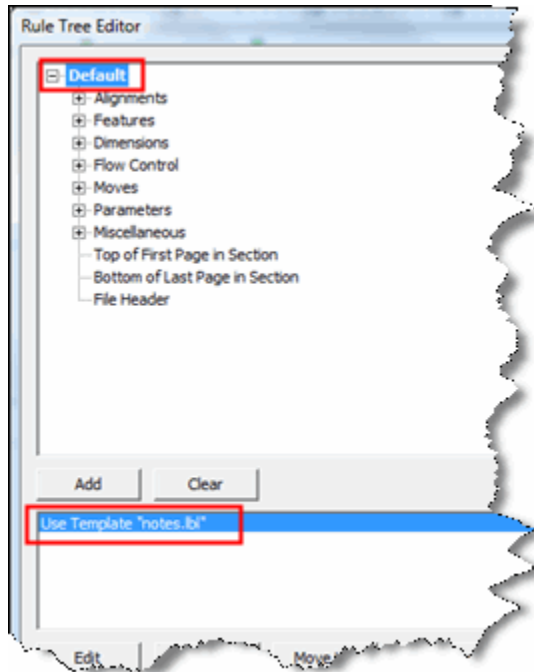 Rule Tree Editor
Default
Alignments
Features
Dimensions
Flow Control
Moves
Parameters
Miscellaneous
Top of First Page in Section
Bottom of Last Page in Section
File Header
Add Clear
Use Template "notes.lbl"
Edit Move